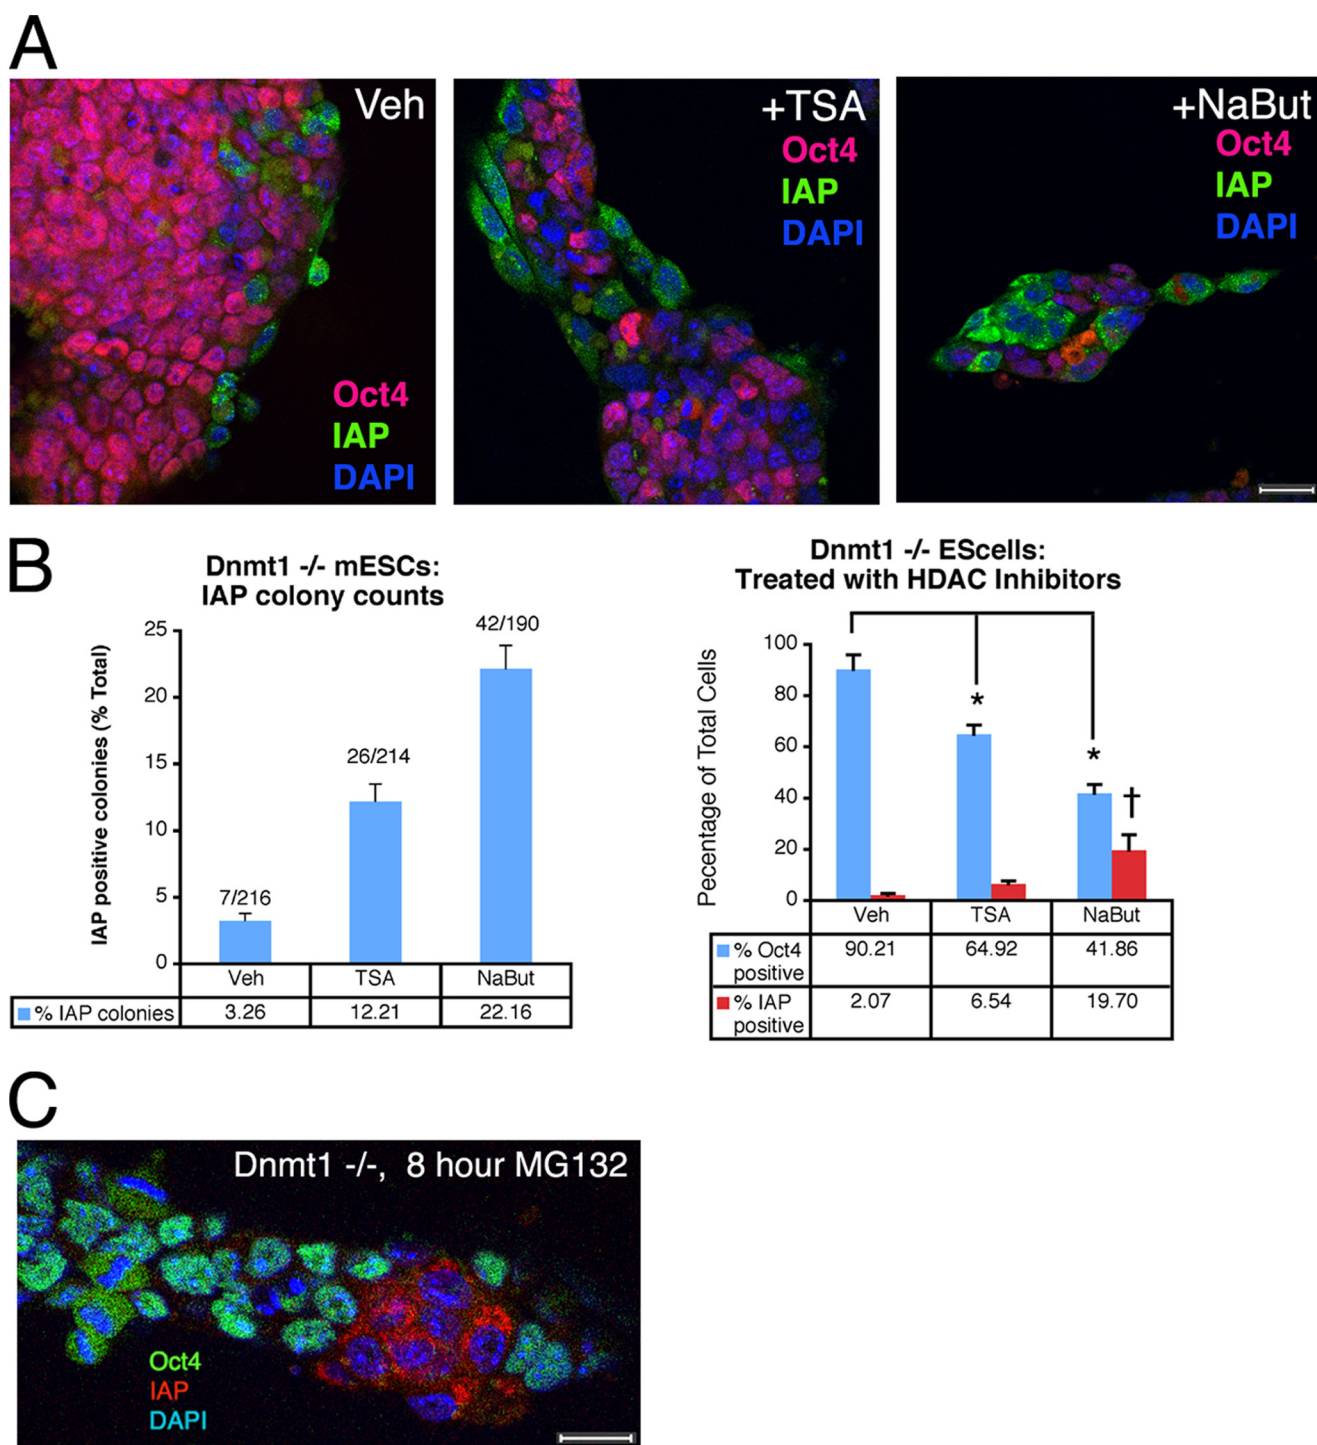 A
Veh
Oct4
IAP
DAPI
+TSA
Oct4
IAP
DAPI
+NaBut
Oct4
IAP
DAPI
B
Dnmt1 -/- mESCs:
IAP colony counts
IAP positive colonies (% Total)
25
20
15
10
5
0
7/216
26/214
42/190
Veh TSA NaBut
% IAP colonies 3.26 12.21 22.16
Dnmt1 -/- EScells:
Treated with HDAC Inhibitors
Pecentage of Total Cells
100
80
60
40
20
0
*
*
†
Veh TSA NaBut
% Oct4 90.21 64.92 41.86
positive
% IAP 2.07 6.54 19.70
positive
C
Dnmt1 -/-, 8 hour MG132
Oct4
IAP
DAPI